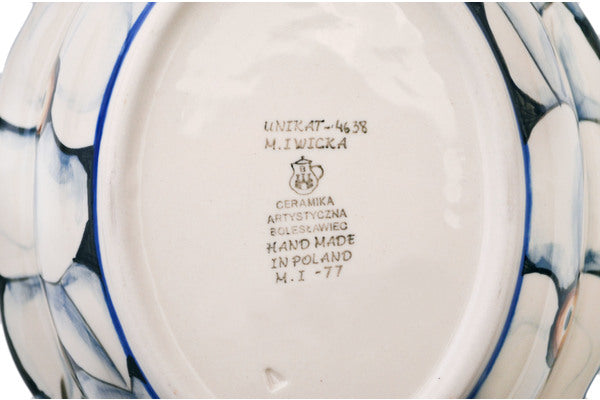 UNIKAT-4638
M.IWICKA
CERAMIKA
ARTYSTYCZNA
BOLESŁAWIEC
HAND MADE
IN POLAND
M.I-77